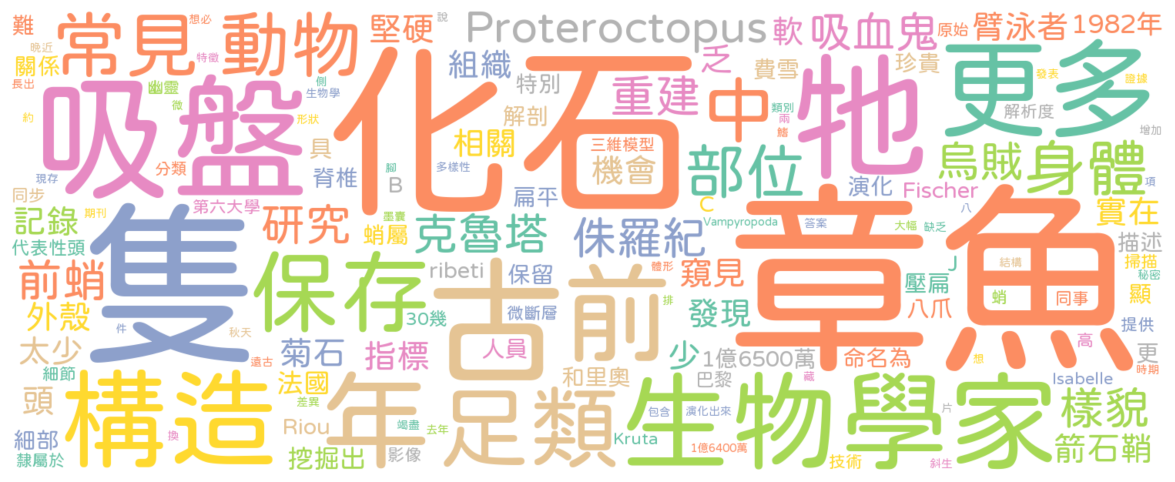 難 想必 說 Proteroctopus 軟 吸血鬼 原始 臂泳者 1982年
常見 動物 堅硬
晚近 特徵 組織 特別 乏 費雪 珍貴 更多
關係 幽靈 側 重建 發表
長出 吸盤 微 生物學 解剖 化石 中 牠 類別 解析度 增加
約 形狀 相關 三維模型 雨 烏賊 身體
分類 具 機會 部位 鰭
現存 脊椎 腳 多樣性 演化 項
同步 B 扁平 Fischer 實在
第六大學 C
記錄 期刊 研究 蛸屬 墨囊 克魯塔 侏羅紀 Vampyropoda 答案 大幅 缺乏 八 描述
代表性頭 隻 章魚
前蛸 保存 ribeti 保留 古 前 體形 窺見 結構 掃描
J 壓扁 秘密
外殼 30幾 微斷層 排 發現 八爪 蛸 同事 顯 提供
件 秋天
太少 菊石 指標 人員 少 1億6500萬 命名為 高 更
細節 遠古 法國 和里奧 巴黎 藏 想 時期
頭 構造 差異 年 足類 生物學家 包含 演化出來 片 Isabelle 樣貌
Riou
細部 換 竭盡 去年 Kruta
隸屬於 挖掘出 影像 1億6400萬 技術 斜生 箭石鞘